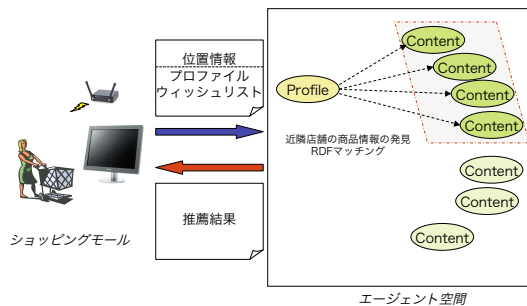 位置情報
プロファイル
ウィッシュリスト
推薦結果
ショッピングモール
Profile
Content
Content
Content
Content
近隣店舗の商品情報の発見
RDFマッチング
Content
Content
Content
エージェント空間